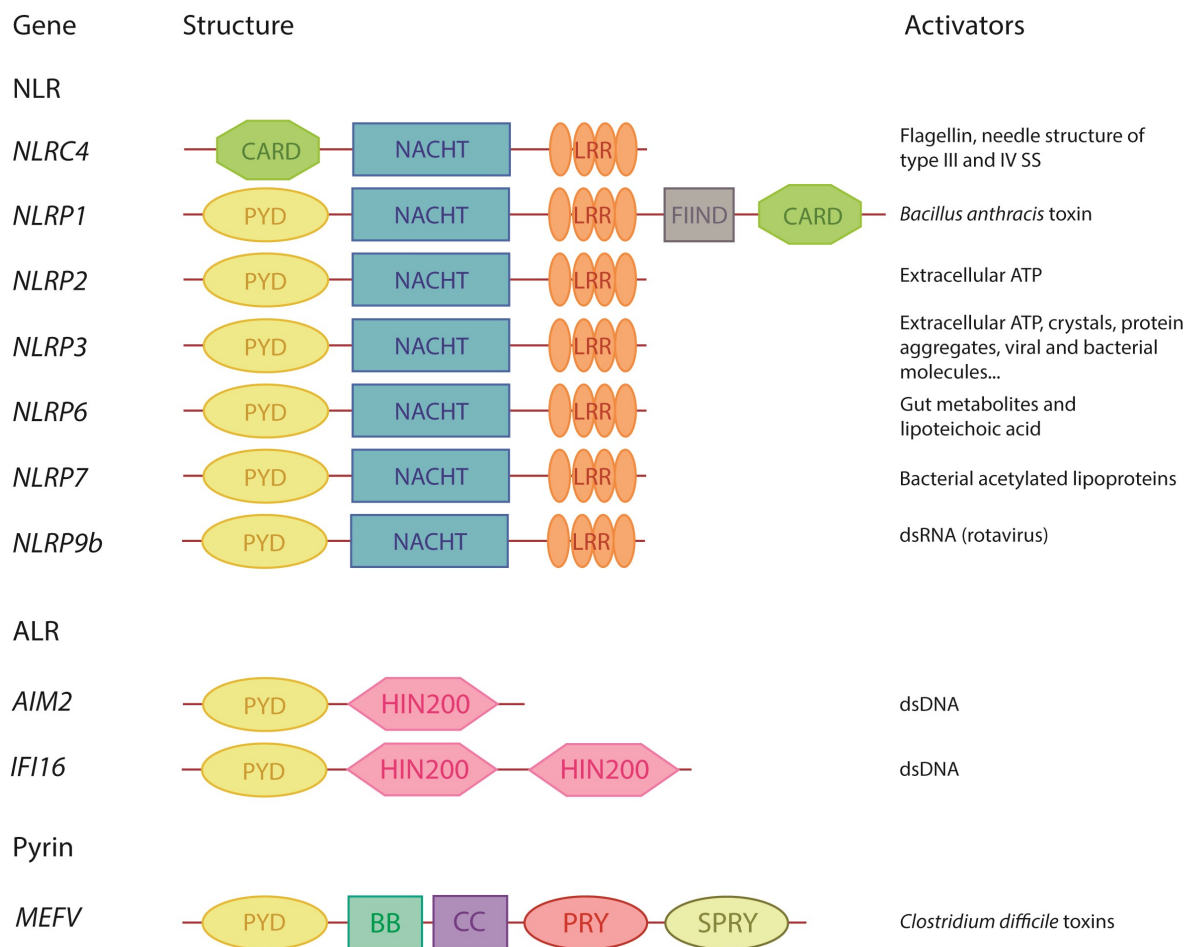 Gene Structure Activators
NLR
NLRC4 CARD NACHT LRR Flagellin, needle structure of
type III and IV SS
NLRP1 PYD NACHT LRR FIIND CARD Bacillus anthracis toxin
NLRP2 PYD NACHT LRR Extracellular ATP
NLRP3 PYD NACHT LRR Extracellular ATP, crystals, protein
aggregates, viral and bacterial
molecules...
NLRP6 PYD NACHT LRR Gut metabolites and
lipoteichoic acid
NLRP7 PYD NACHT LRR Bacterial acetylated lipoproteins
NLRP9b PYD NACHT LRR dsRNA (rotavirus)
ALR
AIM2 PYD HIN200 dsDNA
IFI16 PYD HIN200 HIN200 dsDNA
Pyrin
MEFV PYD BB CC PRY SPRY Clostridium difficile toxins